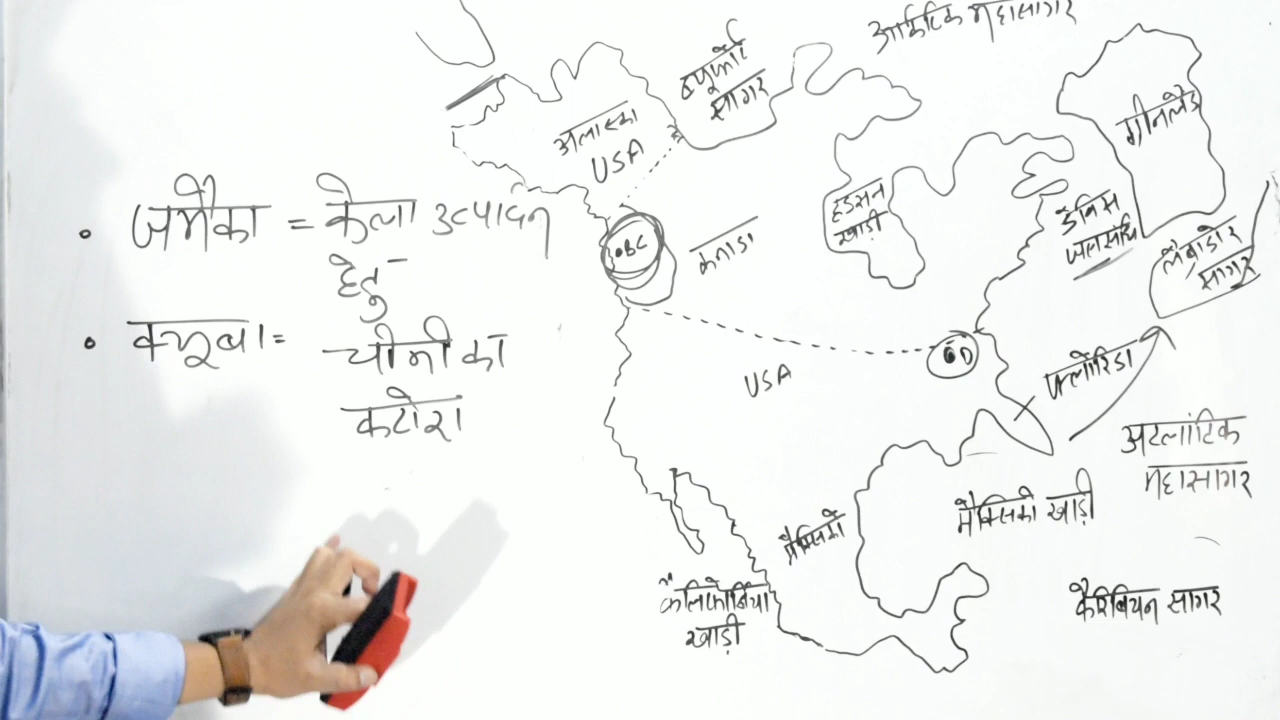 आर्कटिक महासागर
ब्यूफोर्ट
सागर
ग्रीनलैंड
अलास्का
USA
• जमैका = केला उत्पादन
हेतु
• क्यूबा =
चीनी का
कटोरा
BC
कनाडा
हडसन
खाड़ी
डेविस
जलसंधि
लैब्राडोर
सागर
USA
D
फ्लोरिडा
अटलांटिक
महासागर
मैक्सिको
मैक्सिको खाड़ी
कैलिफोर्निया
खाड़ी
कैरिबियन सागर